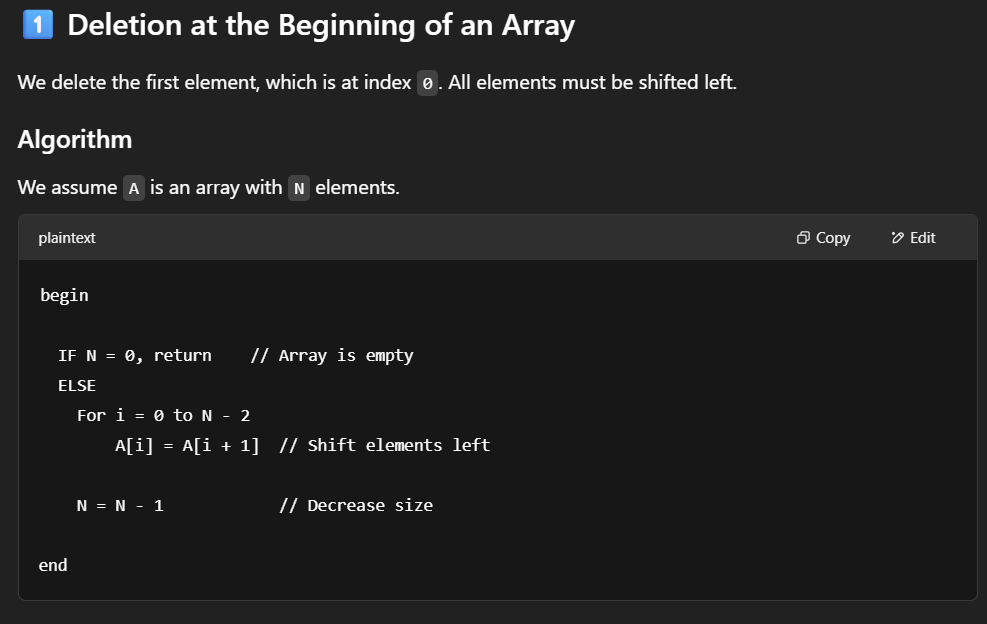 1 Deletion at the Beginning of an Array
We delete the first element, which is at index 0. All elements must be shifted left.
Algorithm
We assume A is an array with N elements.
plaintext Copy Edit
begin
IF N = 0, return // Array is empty
ELSE
For i = 0 to N - 2
A[i] = A[i + 1] // Shift elements left
N = N - 1 // Decrease size
end